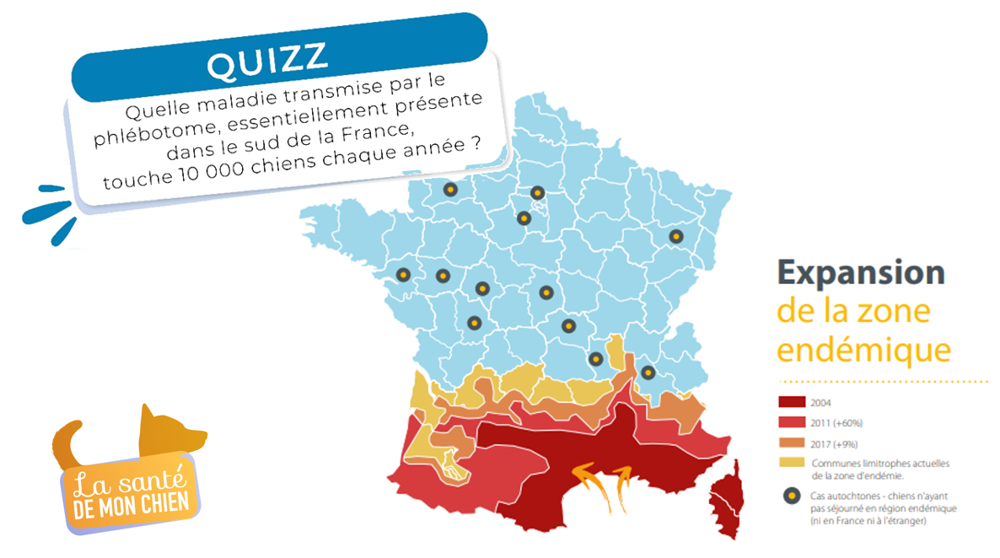 QUIZZ
Quelle maladie transmise par le
phlébotome, essentiellement présente
dans le sud de la France,
touche 10 000 chiens chaque année ?
Expansion
de la zone
endémique
2004
2011 (+60%)
2017 (+9%)
Communes limitrophes actuelles
de la zone d'endémie.
Cas autochtones - chiens n'ayant
pas séjourné en région endémique
(ni en France ni à l'étranger)
La santé
DE MON CHIEN